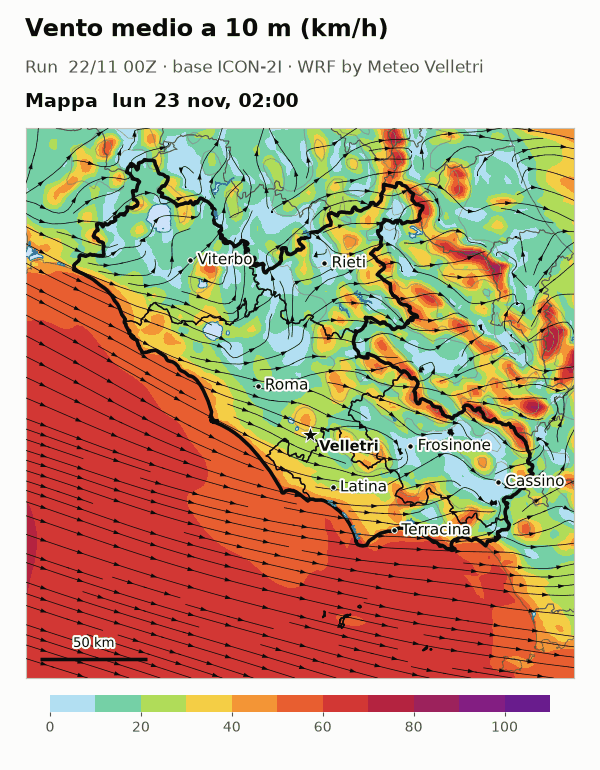 Vento medio a 10 m (km/h)
Run 22/11 00Z · base ICON-2I · WRF by Meteo Velletri
Mappa lun 23 nov, 02:00
Viterbo
Rieti
Roma
Velletri
Frosinone
Cassino
Latina
Terracina
50 km
0 20 40 60 80 100